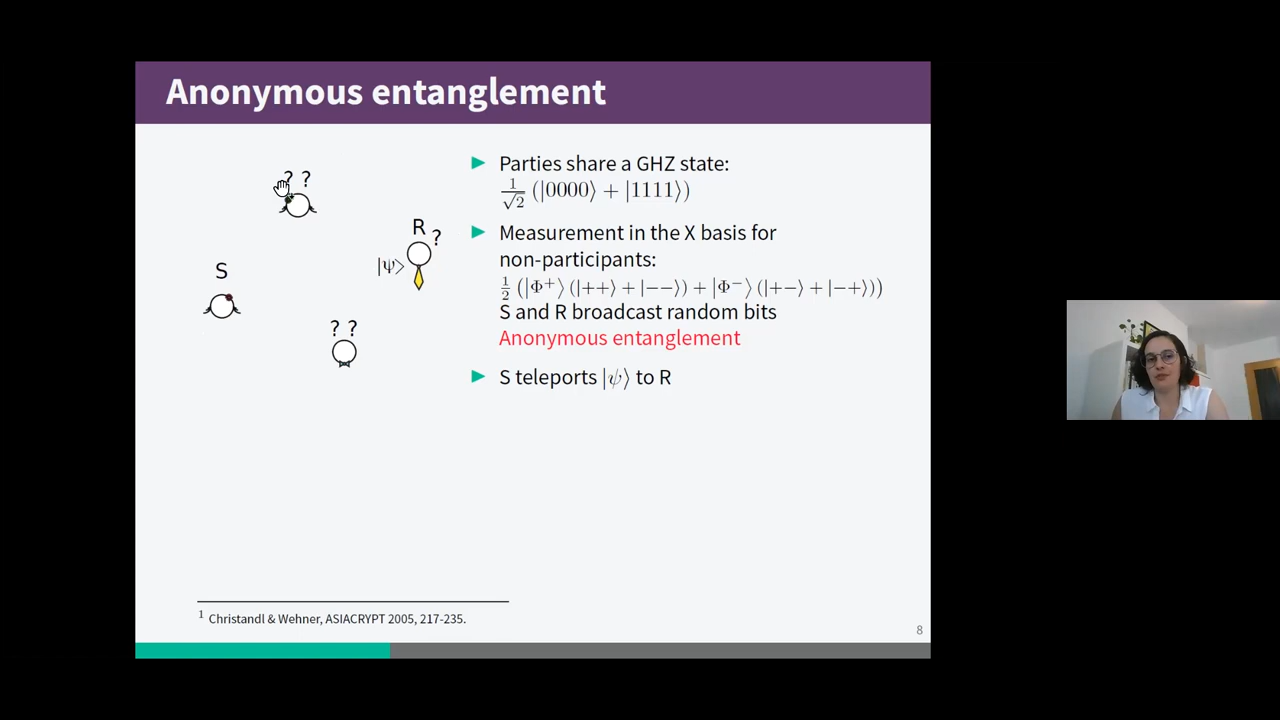 Anonymous entanglement
? ?
S
R
?
|Ψ>
? ?
Parties share a GHZ state:
1/√2 (|0000⟩ + |1111⟩)
Measurement in the X basis for
non-participants:
1/2 (|Φ⁺⟩ (|++⟩ + |−−⟩) + |Φ⁻⟩ (|+−⟩ + |−+⟩))
S and R broadcast random bits
Anonymous entanglement
S teleports |ψ⟩ to R
1 Christandl & Wehner, ASIACRYPT 2005, 217-235.
8